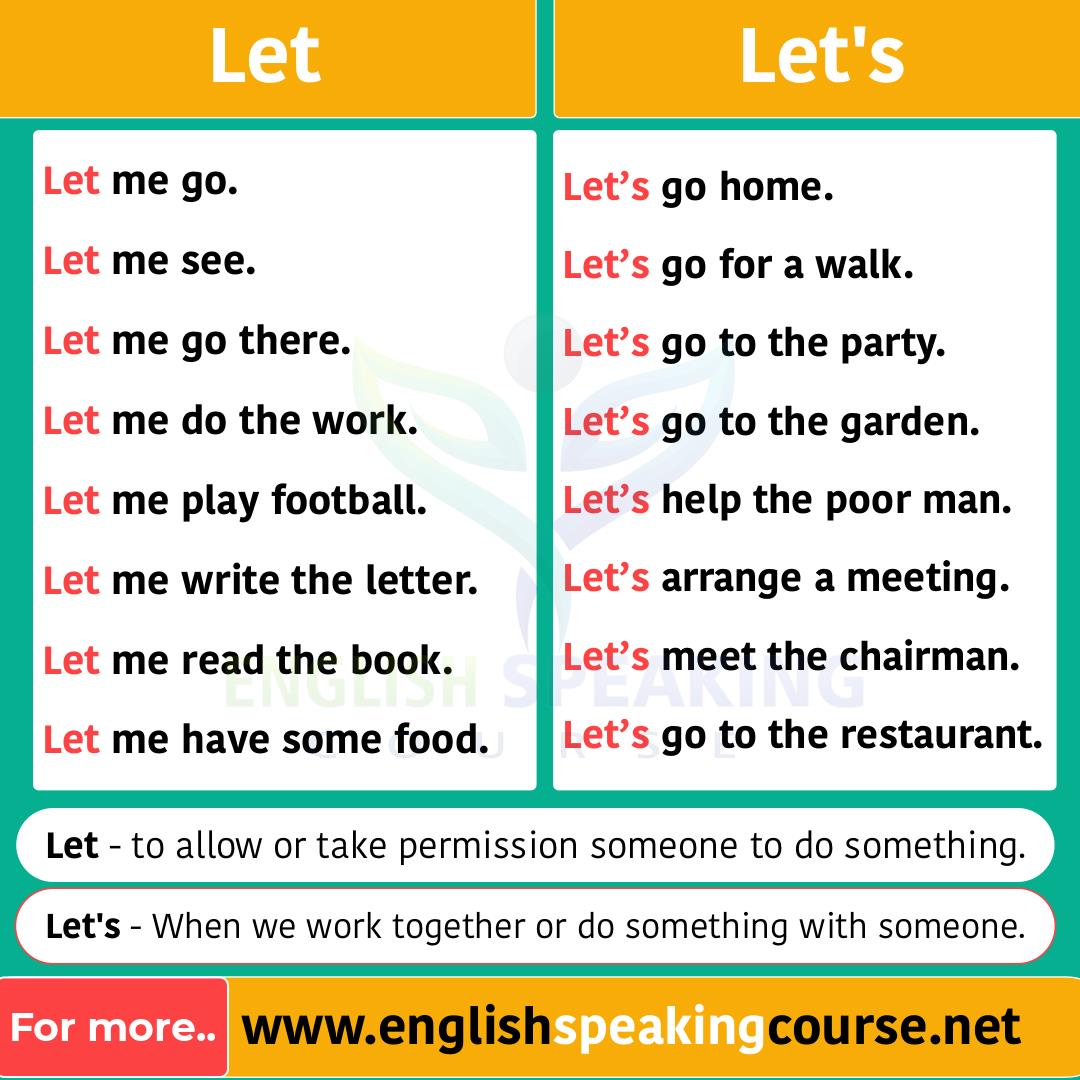 Let
Let me go.
Let me see.
Let me go there.
Let me do the work.
Let me play football.
Let me write the letter.
Let me read the book.
Let me have some food.
Let's
Let’s go home.
Let’s go for a walk.
Let’s go to the party.
Let’s go to the garden.
Let’s help the poor man.
Let’s arrange a meeting.
Let’s meet the chairman.
Let’s go to the restaurant.
ENGLISH SPEAKING
COURSE
Let - to allow or take permission someone to do something.
Let's - When we work together or do something with someone.
For more.. www.englishspeakingcourse.net